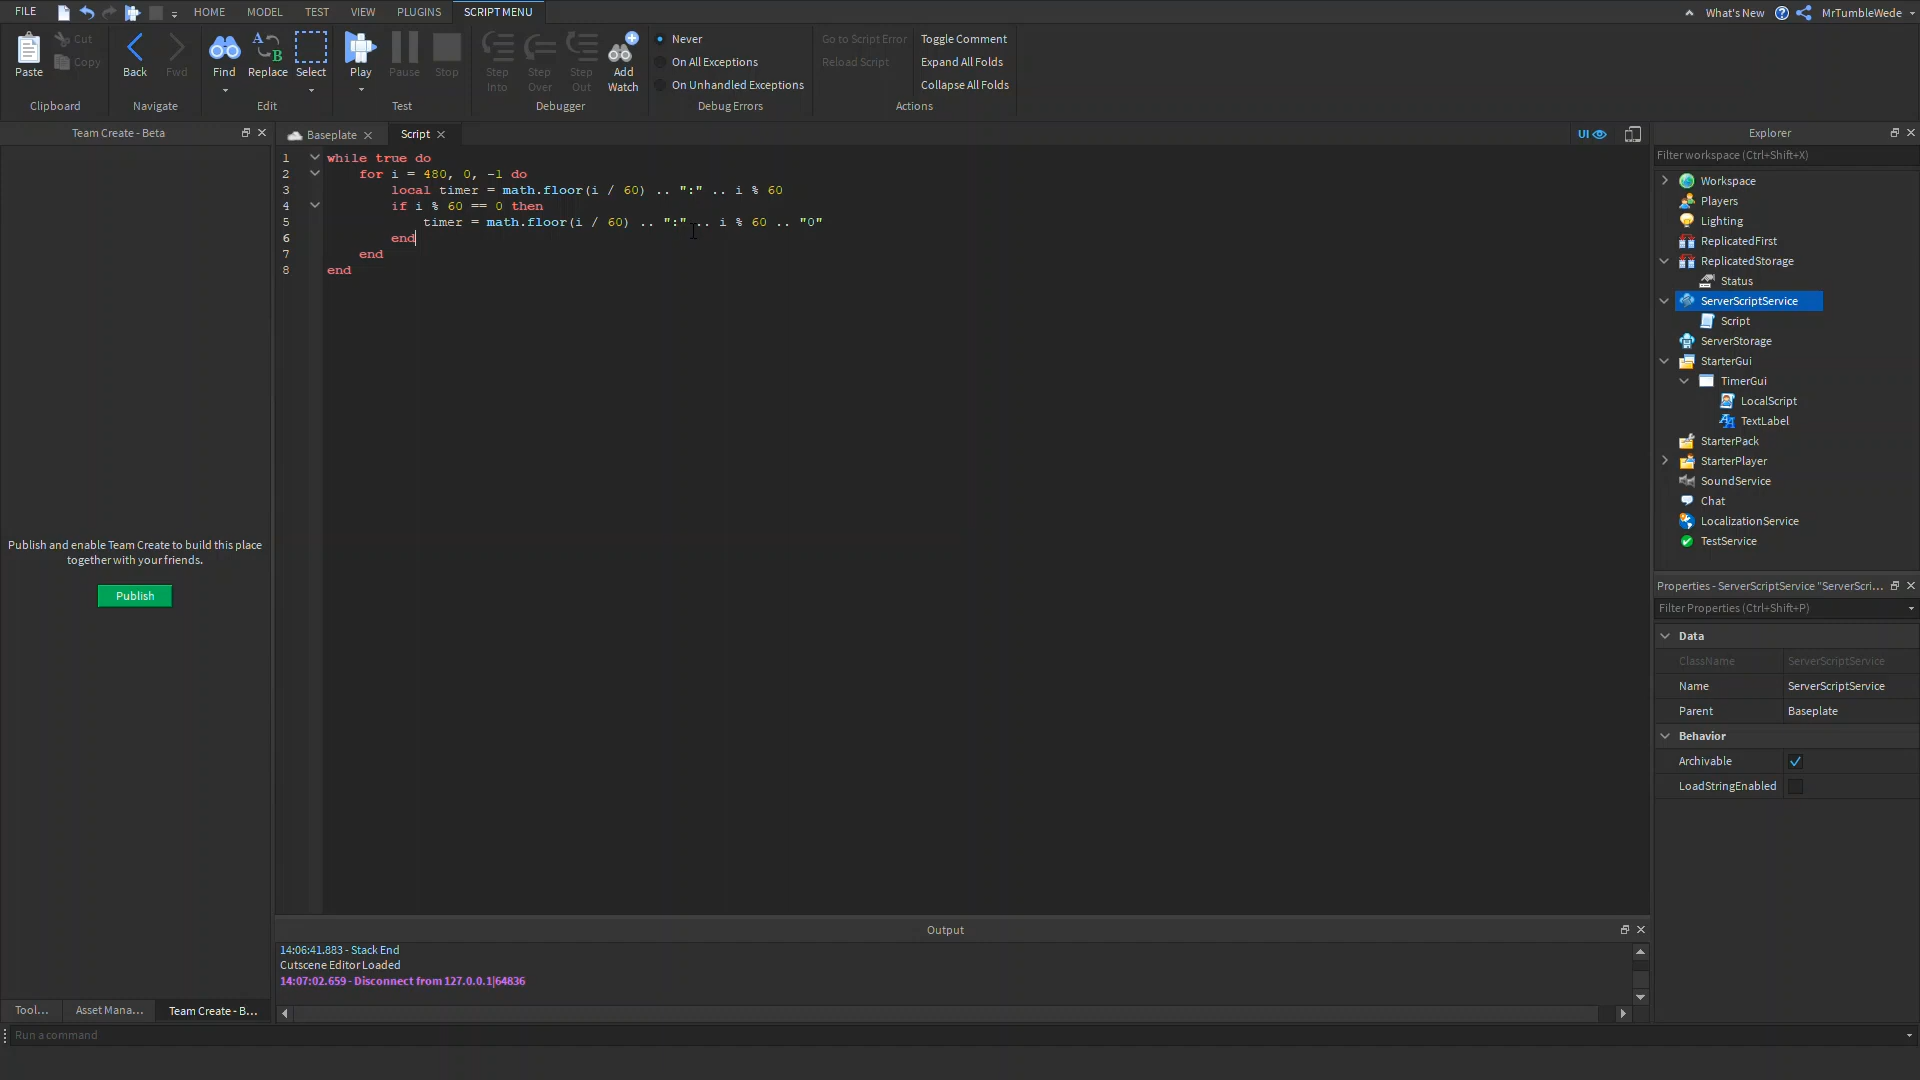 FILE HOME MODEL TEST VIEW PLUGINS SCRIPT MENU What's New MrTumbleWede
Cut
Copy
Paste
Clipboard
Back Fwd
Navigate
Find Replace Select
Edit
Play Pause Stop
Test
Step Into
Step Over
Step Out
Add Watch
Debugger
Never
On All Exceptions
On Unhandled Exceptions
Debug Errors
Go to Script Error
Reload Script
Toggle Comment
Expand All Folds
Collapse All Folds
Actions
Team Create - Beta
Publish and enable Team Create to build this place
together with your friends.
Publish
Tool... Asset Mana... Team Create - B...
Baseplate Script UI
1 while true do
2 for i = 480, 0, -1 do
3 local timer = math.floor(i / 60) .. ":" .. i % 60
4 if i % 60 == 0 then
5 timer = math.floor(i / 60) .. ":" .. i % 60 .. "0"
6 end
7 end
8 end
Output
14:06:41.883 - Stack End
Cutscene Editor Loaded
14:07:02.659 - Disconnect from 127.0.0.1|64836
Run a command
Explorer
Filter workspace (Ctrl+Shift+X)
Workspace
Players
Lighting
ReplicatedFirst
ReplicatedStorage
Status
ServerScriptService
Script
ServerStorage
StarterGui
TimerGui
LocalScript
TextLabel
StarterPack
StarterPlayer
SoundService
Chat
LocalizationService
TestService
Properties - ServerScriptService "ServerScri...
Filter Properties (Ctrl+Shift+P)
Data
ClassName ServerScriptService
Name ServerScriptService
Parent Baseplate
Behavior
Archivable
LoadStringEnabled